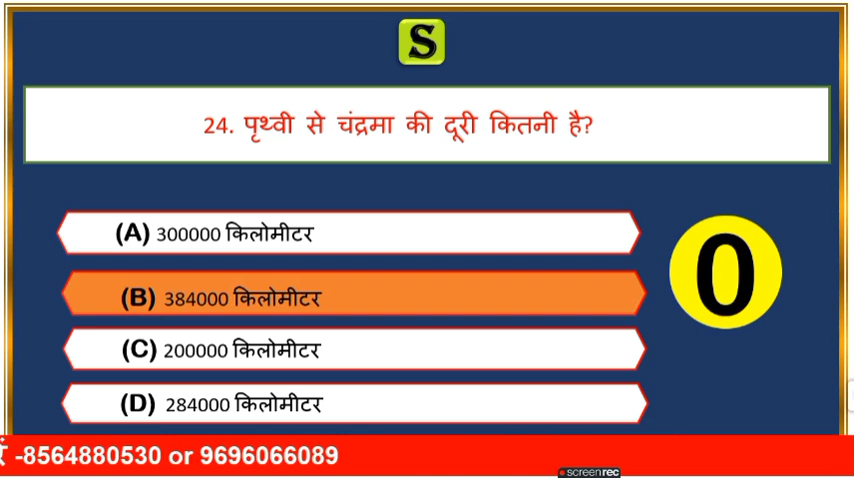 S
24. पृथ्वी से चंद्रमा की दूरी कितनी है?
(A) 300000 किलोमीटर
0
(B) 384000 किलोमीटर
(C) 200000 किलोमीटर
(D) 284000 किलोमीटर
-8564880530 or 9696066089
screenrec